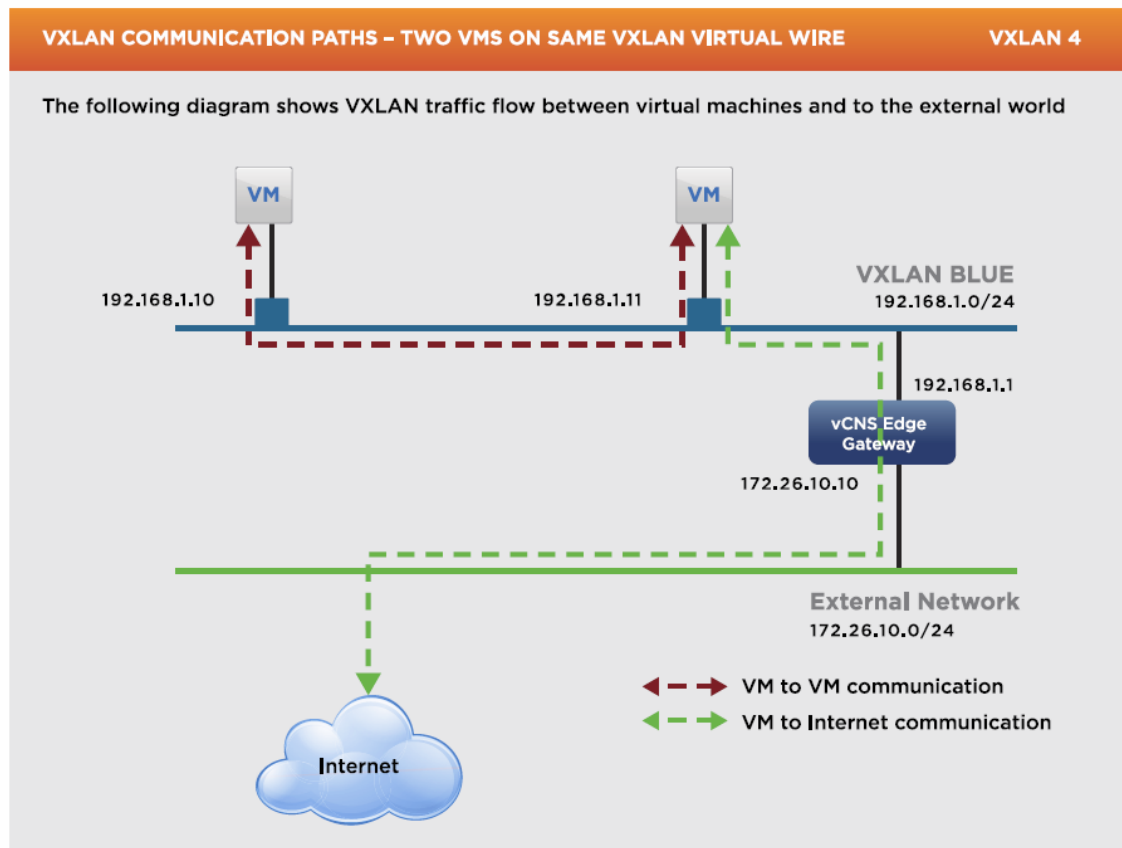 VXLAN COMMUNICATION PATHS – TWO VMS ON SAME VXLAN VIRTUAL WIRE
VXLAN 4
The following diagram shows VXLAN traffic flow between virtual machines and to the external world
VM
VM
192.168.1.10
192.168.1.11
VXLAN BLUE
192.168.1.0/24
192.168.1.1
vCNS Edge
Gateway
172.26.10.10
External Network
172.26.10.0/24
VM to VM communication
VM to Internet communication
Internet